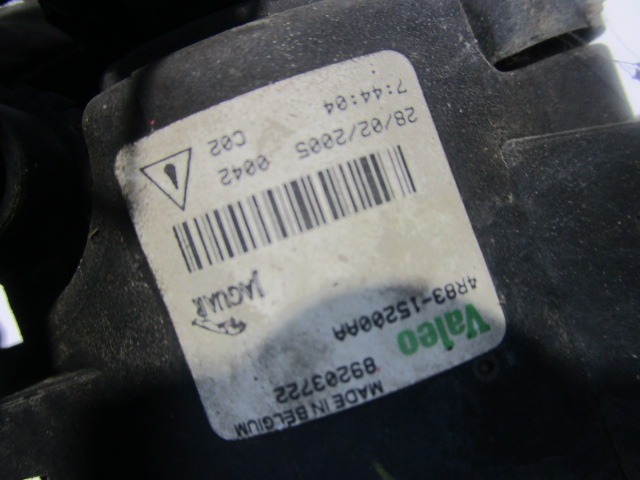 MADE IN BELGIUM
89203722
Valeo
4R83-15200AA
JAGUAR
28/02/2005 0042 C02
7:44:04